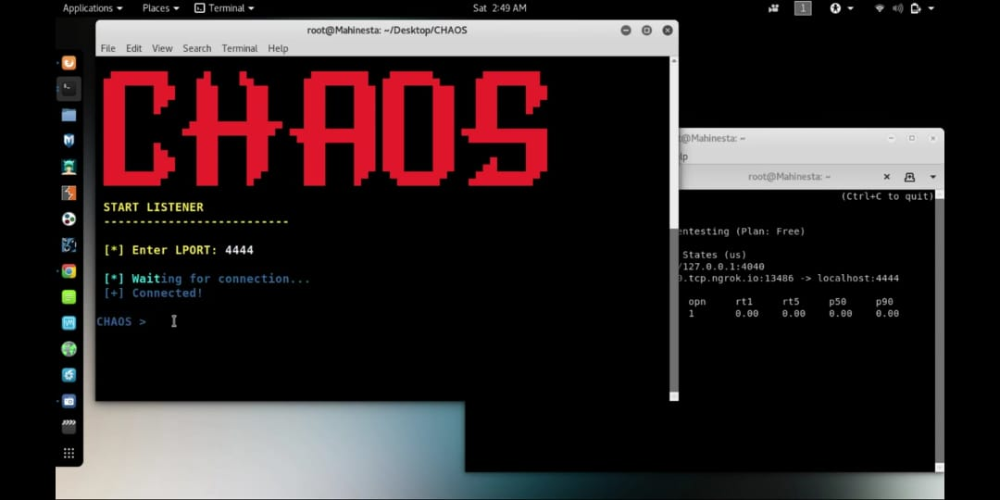 Applications Places Terminal Sat 2:49 AM 1
root@Mahinesta: ~/Desktop/CHAOS
File Edit View Search Terminal Help
CHAOS
START LISTENER
--------------------------
[*] Enter LPORT: 4444
[*] Waiting for connection...
[+] Connected!
CHAOS >
t@Mahinesta: ~
lp
root@Mahinesta: ~
(Ctrl+C to quit)
entesting (Plan: Free)
States (us)
/127.0.0.1:4040
0.tcp.ngrok.io:13486 -> localhost:4444
opn rt1 rt5 p50 p90
1 0.00 0.00 0.00 0.00